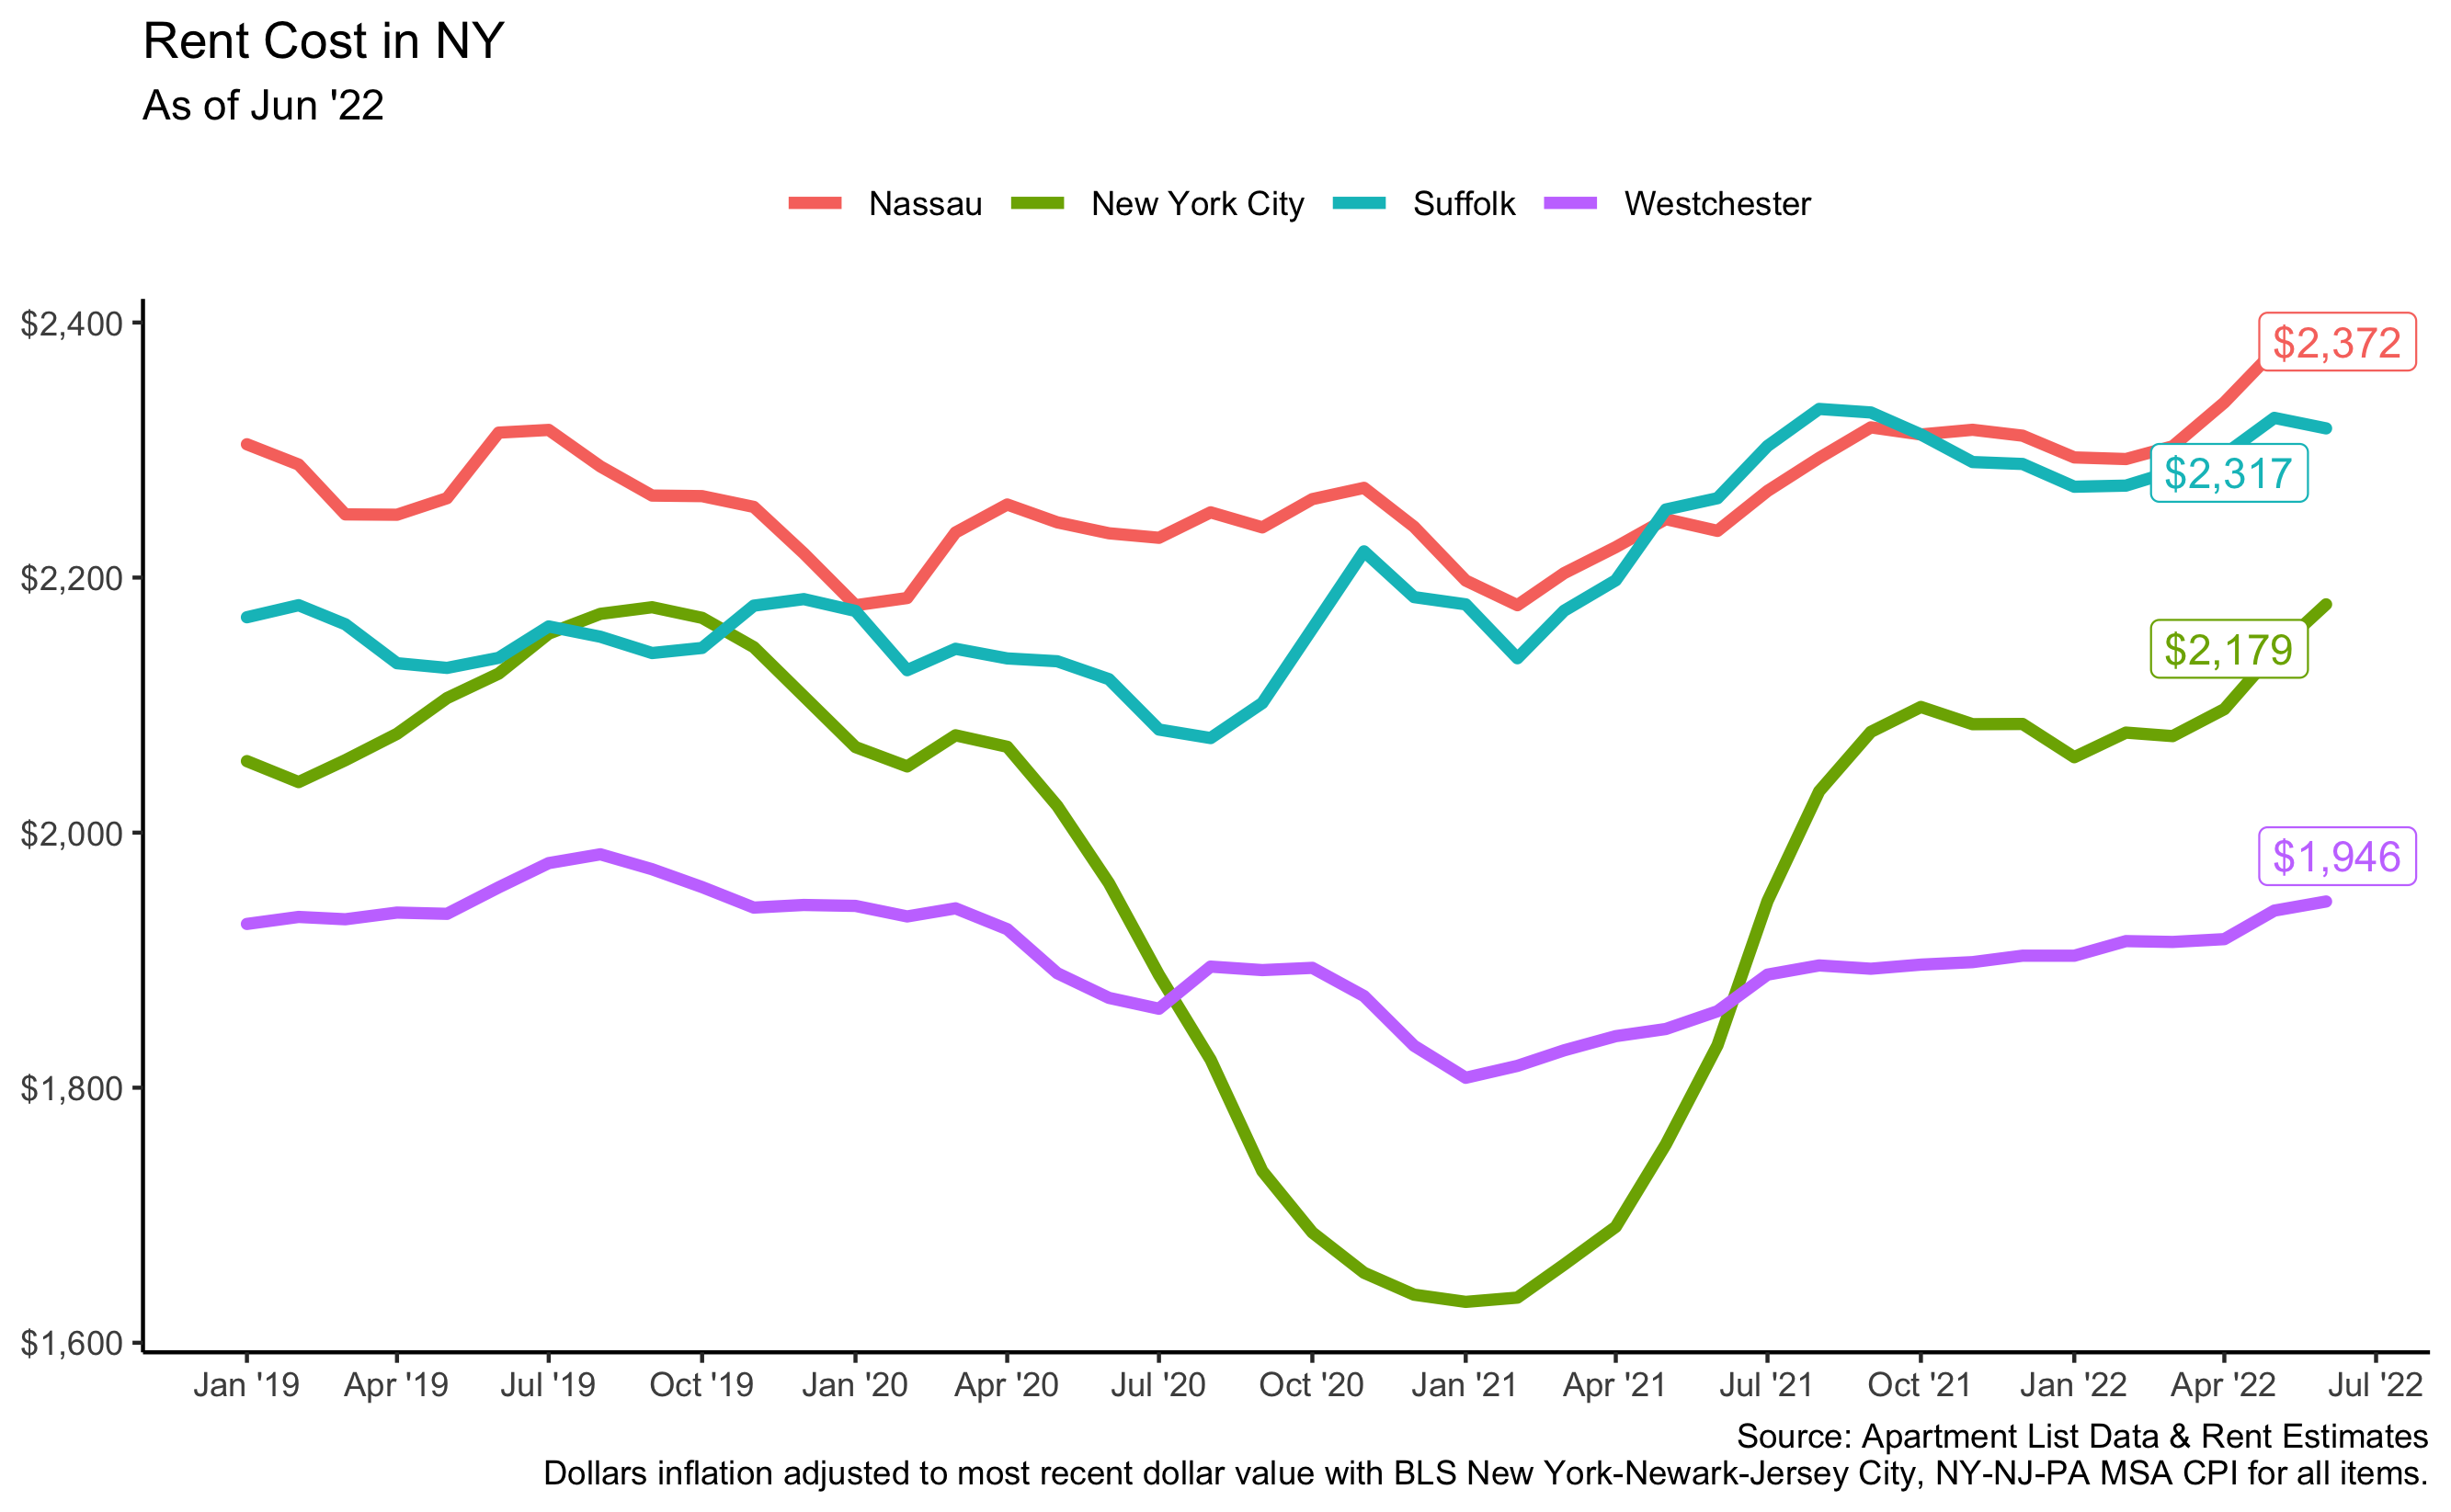 Rent Cost in NY
As of Jun '22
Nassau New York City Suffolk Westchester
$2,400
$2,372
$2,317
$2,200
$2,179
$2,000
$1,946
$1,800
$1,600
Jan '19 Apr '19 Jul '19 Oct '19 Jan '20 Apr '20 Jul '20 Oct '20 Jan '21 Apr '21 Jul '21 Oct '21 Jan '22 Apr '22 Jul '22
Source: Apartment List Data & Rent Estimates
Dollars inflation adjusted to most recent dollar value with BLS New York-Newark-Jersey City, NY-NJ-PA MSA CPI for all items.